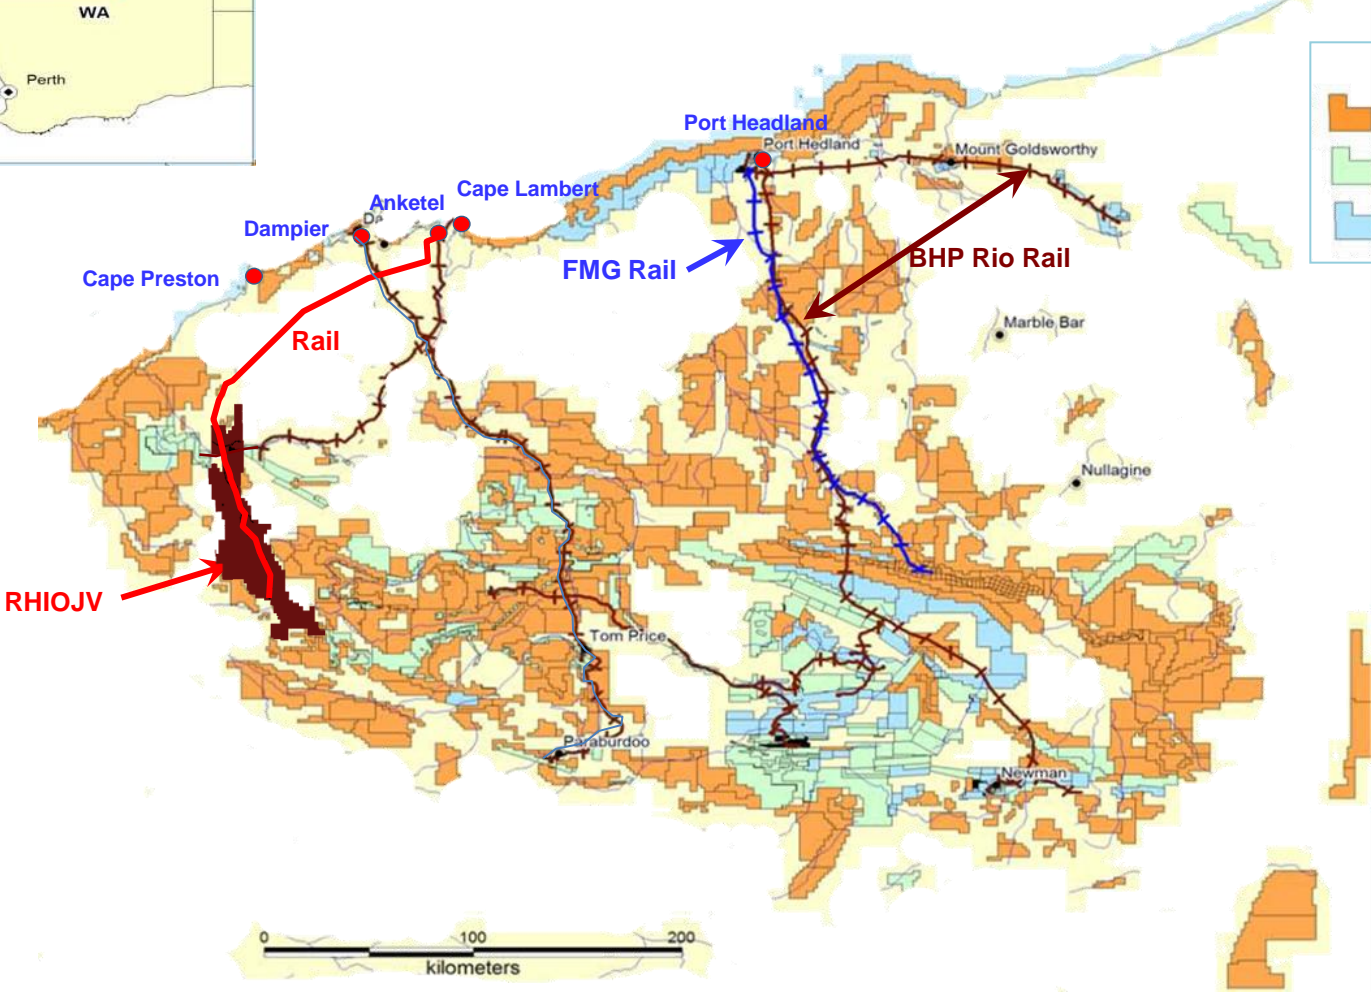 WA
Perth
Port Headland
Port Hedland
Mount Goldsworthy
Cape Lambert
Anketel
Da
Dampier
Cape Preston
FMG Rail
BHP Rio Rail
Marble Bar
Rail
Nullagine
RHIOJV
Tom Price
Paraburdoo
Newman
0 100 200
kilometers